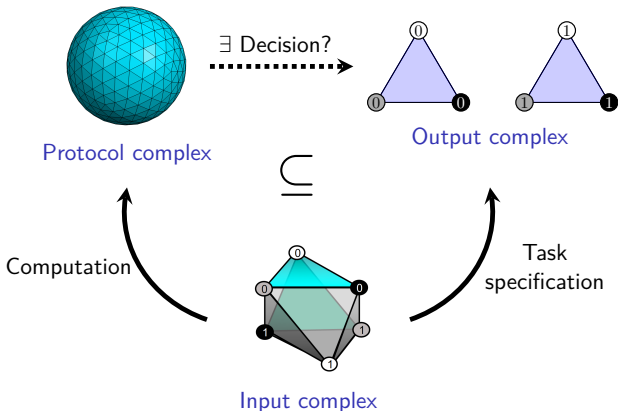 ∃ Decision?
0
0
0
1
1
1
Protocol complex
Output complex
⊆
Computation
Task
specification
0
0
0
1
1
1
Input complex